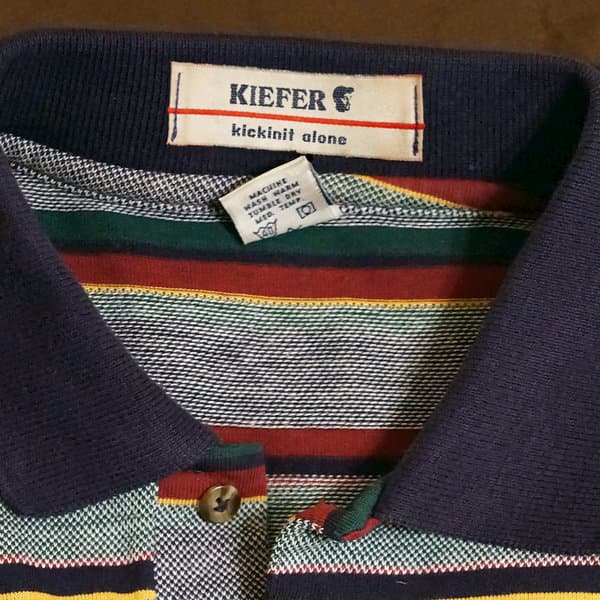 KIEFER
kickinit alone
MACHINE
WASH WARM
TUMBLE DRY
MED. TEMP.